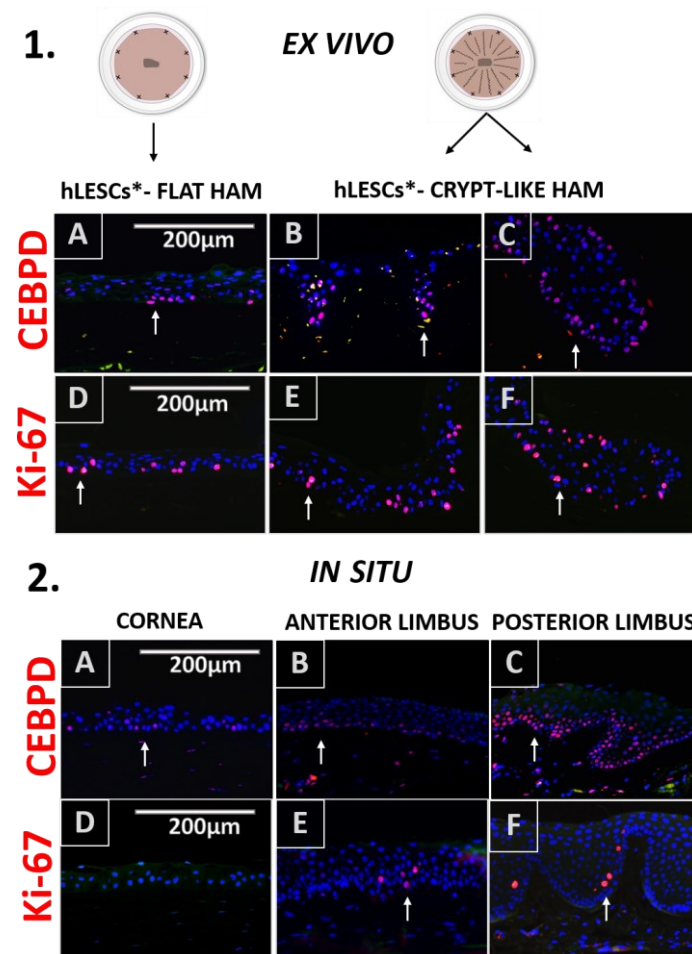 1.
EX VIVO
hLESCs*- FLAT HAM
hLESCs*- CRYPT-LIKE HAM
CEBPD
A
200µm
B
C
Ki-67
D
200µm
E
F
2.
IN SITU
CORNEA
ANTERIOR LIMBUS
POSTERIOR LIMBUS
CEBPD
A
200µm
B
C
Ki-67
D
200µm
E
F